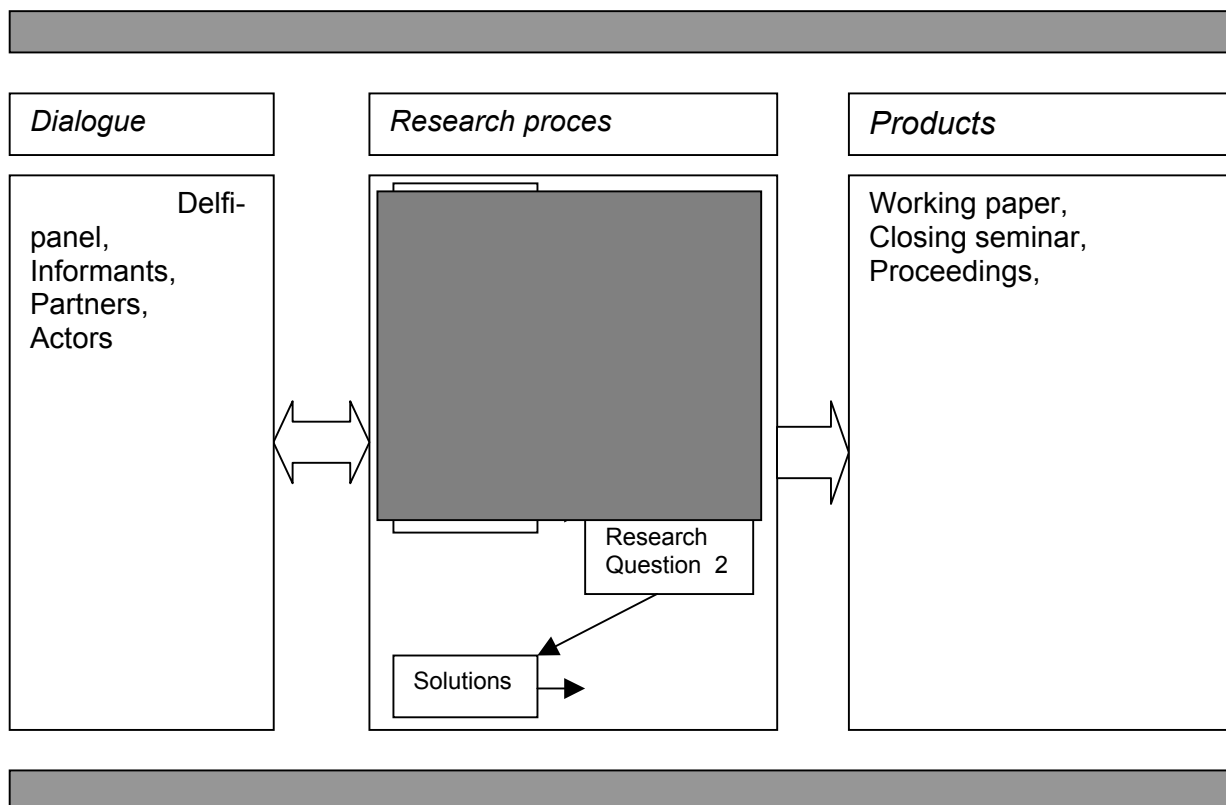 Dialogue
Research proces
Products
Delfi-
panel,
Informants,
Partners,
Actors
Research
Question 2
Solutions
Working paper,
Closing seminar,
Proceedings,